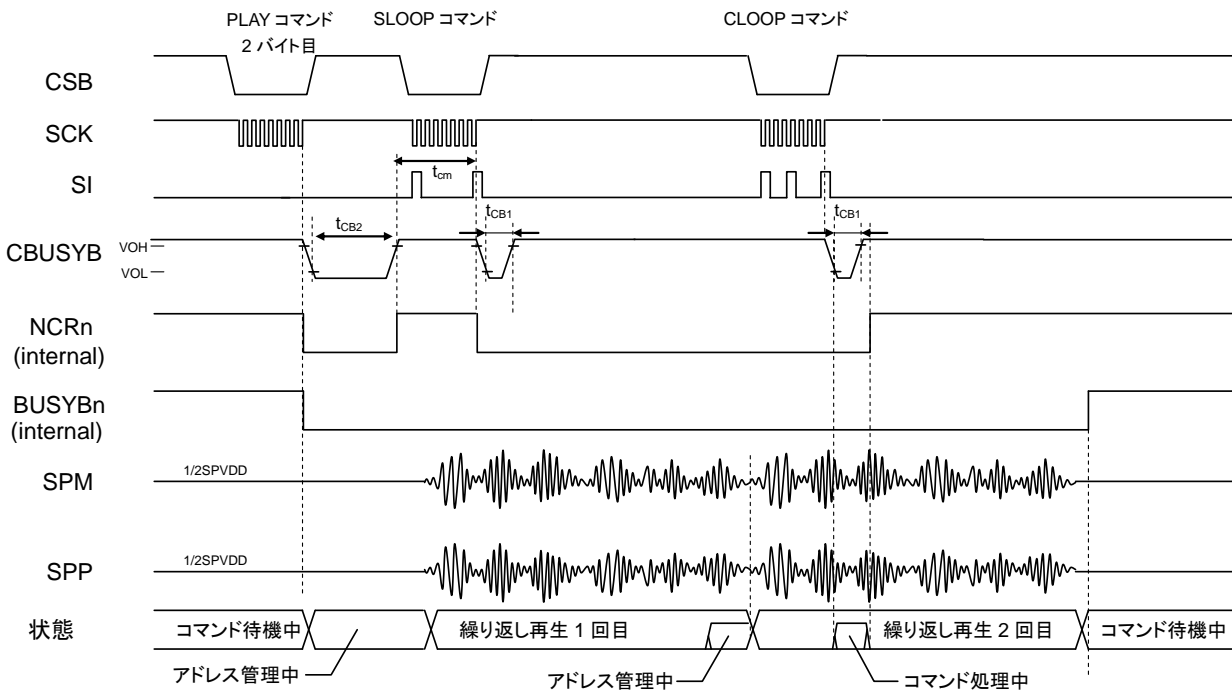 PLAY コマンド
2 バイト目
SLOOP コマンド
CLOOP コマンド
CSB
SCK
SI
tcm
tCB2
tCB1
tCB1
CBUSYB
VOH
VOL
NCRn
(internal)
BUSYBn
(internal)
SPM
1/2SPVDD
SPP
1/2SPVDD
状態
コマンド待機中
繰り返し再生 1 回目
繰り返し再生 2 回目
コマンド待機中
アドレス管理中
アドレス管理中
コマンド処理中